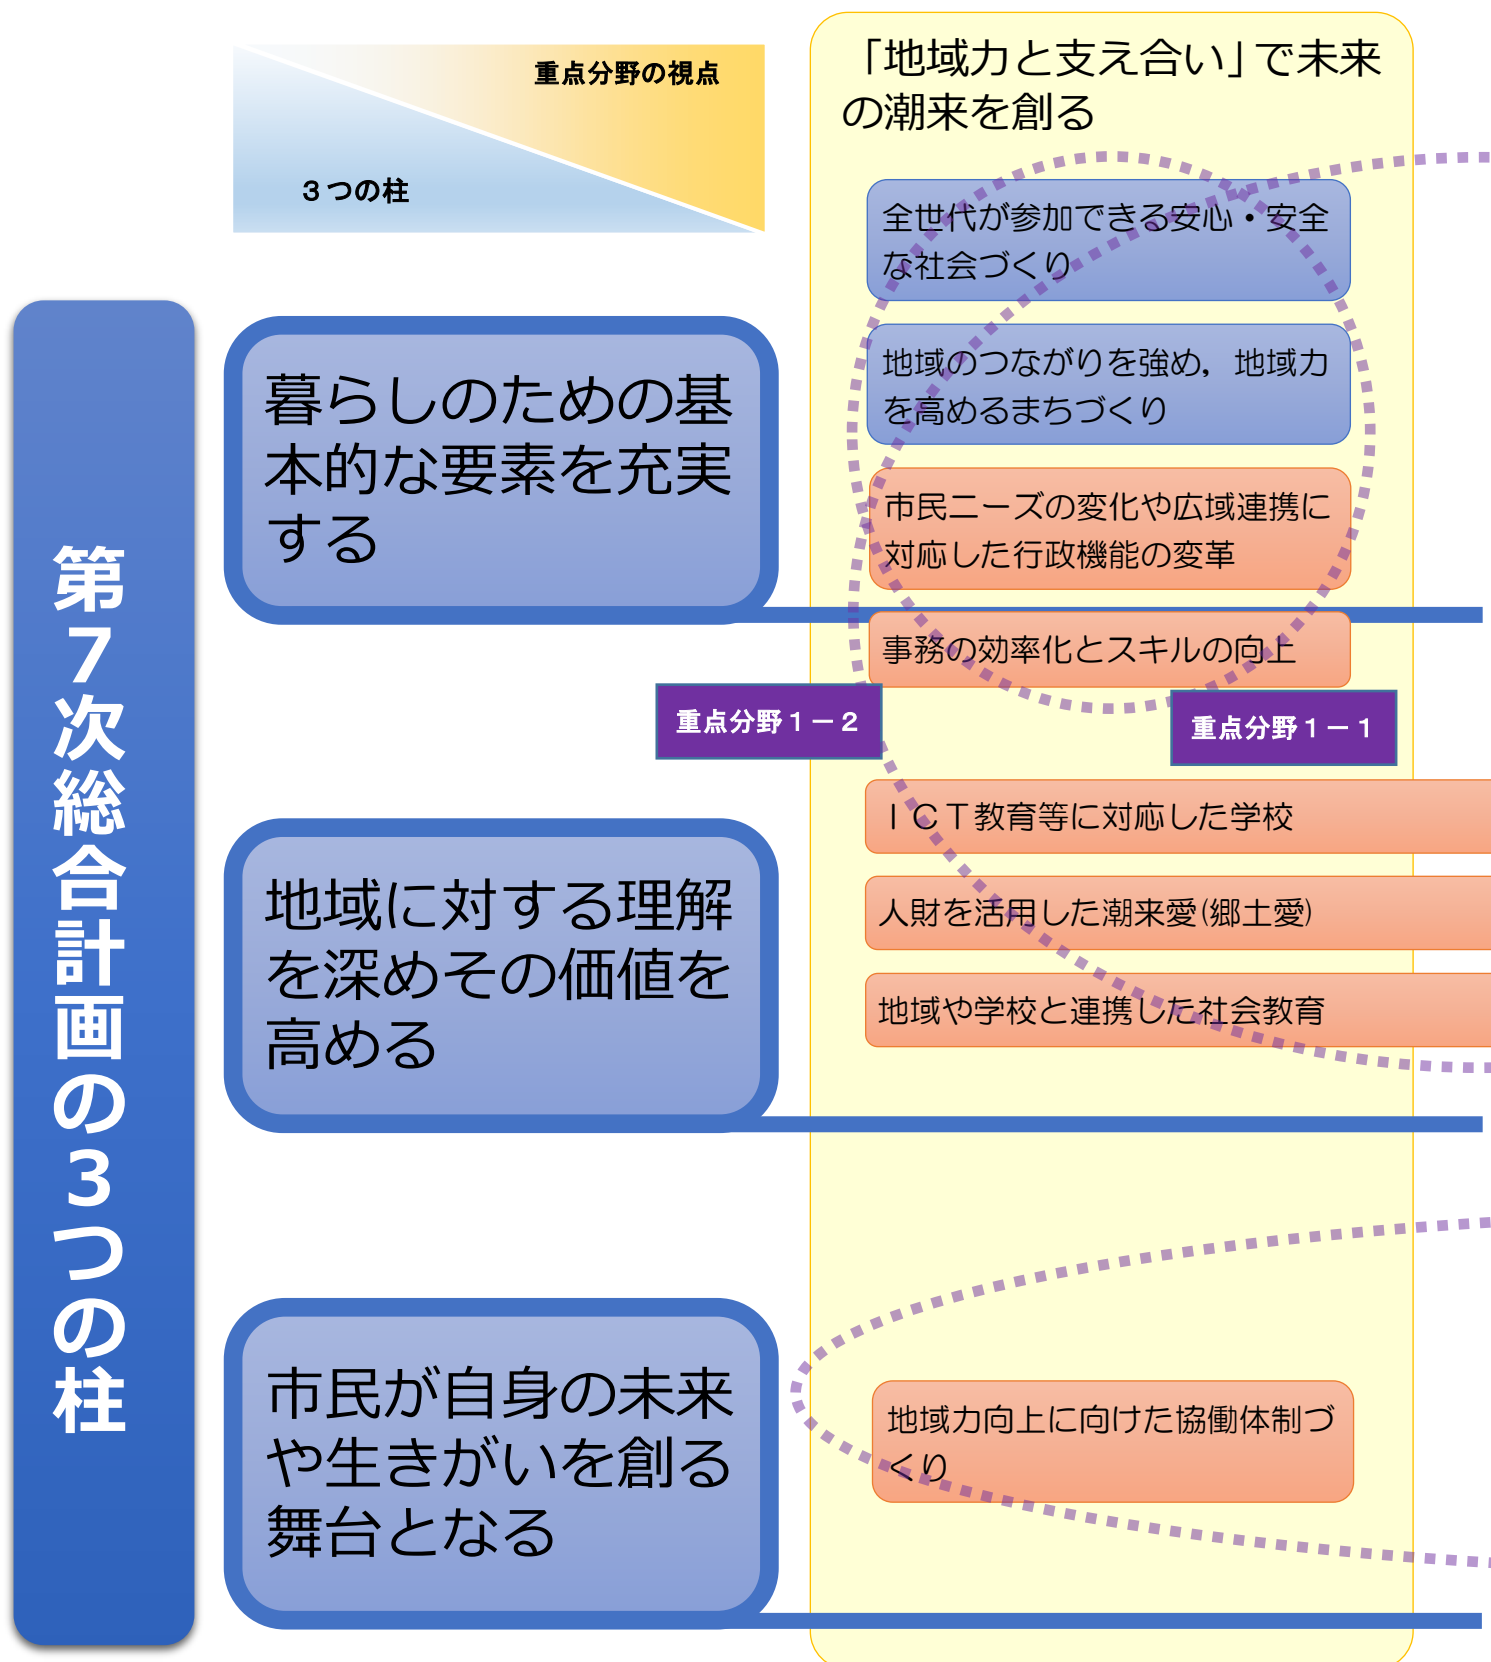 重点分野の視点
３つの柱
「地域力と支え合い」で未来
の潮来を創る
第７次総合計画の３つの柱
暮らしのための基
本的な要素を充実
する
全世代が参加できる安心・安全
な社会づくり
地域のつながりを強め，地域力
を高めるまちづくり
市民ニーズの変化や広域連携に
対応した行政機能の変革
事務の効率化とスキルの向上
重点分野１－２
重点分野１－１
地域に対する理解
を深めその価値を
高める
ＩＣＴ教育等に対応した学校
人財を活用した潮来愛(郷土愛)
地域や学校と連携した社会教育
市民が自身の未来
や生きがいを創る
舞台となる
地域力向上に向けた協働体制づ
くり